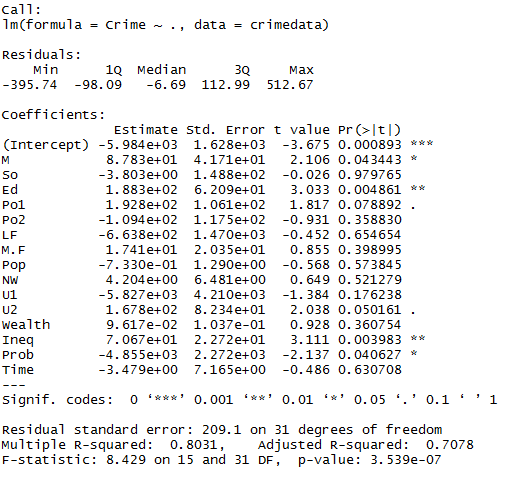 Call:
lm(formula = Crime ~ ., data = crimedata)
Residuals:
    Min      1Q  Median      3Q     Max
-395.74  -98.09   -6.69  112.99  512.67
Coefficients:
              Estimate Std. Error t value Pr(>|t|)
(Intercept) -5.984e+03  1.628e+03  -3.675 0.000893 ***
M            8.783e+01  4.171e+01   2.106 0.043443 *
So          -3.803e+00  1.488e+02  -0.026 0.979765
Ed           1.883e+02  6.209e+01   3.033 0.004861 **
Po1          1.928e+02  1.061e+02   1.817 0.078892 .
Po2         -1.094e+02  1.175e+02  -0.931 0.358830
LF          -6.638e+02  1.470e+03  -0.452 0.654654
M.F          1.741e+01  2.035e+01   0.855 0.398995
Pop         -7.330e-01  1.290e+00  -0.568 0.573845
NW           4.204e+00  6.481e+00   0.649 0.521279
U1          -5.827e+03  4.210e+03  -1.384 0.176238
U2           1.678e+02  8.234e+01   2.038 0.050161 .
Wealth       9.617e-02  1.037e-01   0.928 0.360754
Ineq         7.067e+01  2.272e+01   3.111 0.003983 **
Prob        -4.855e+03  2.272e+03  -2.137 0.040627 *
Time        -3.479e+00  7.165e+00  -0.486 0.630708
---
Signif. codes:  0 ‘***’ 0.001 ‘**’ 0.01 ‘*’ 0.05 ‘.’ 0.1 ‘ ’ 1
Residual standard error: 209.1 on 31 degrees of freedom
Multiple R-squared:  0.8031,    Adjusted R-squared:  0.7078
F-statistic: 8.429 on 15 and 31 DF,  p-value: 3.539e-07